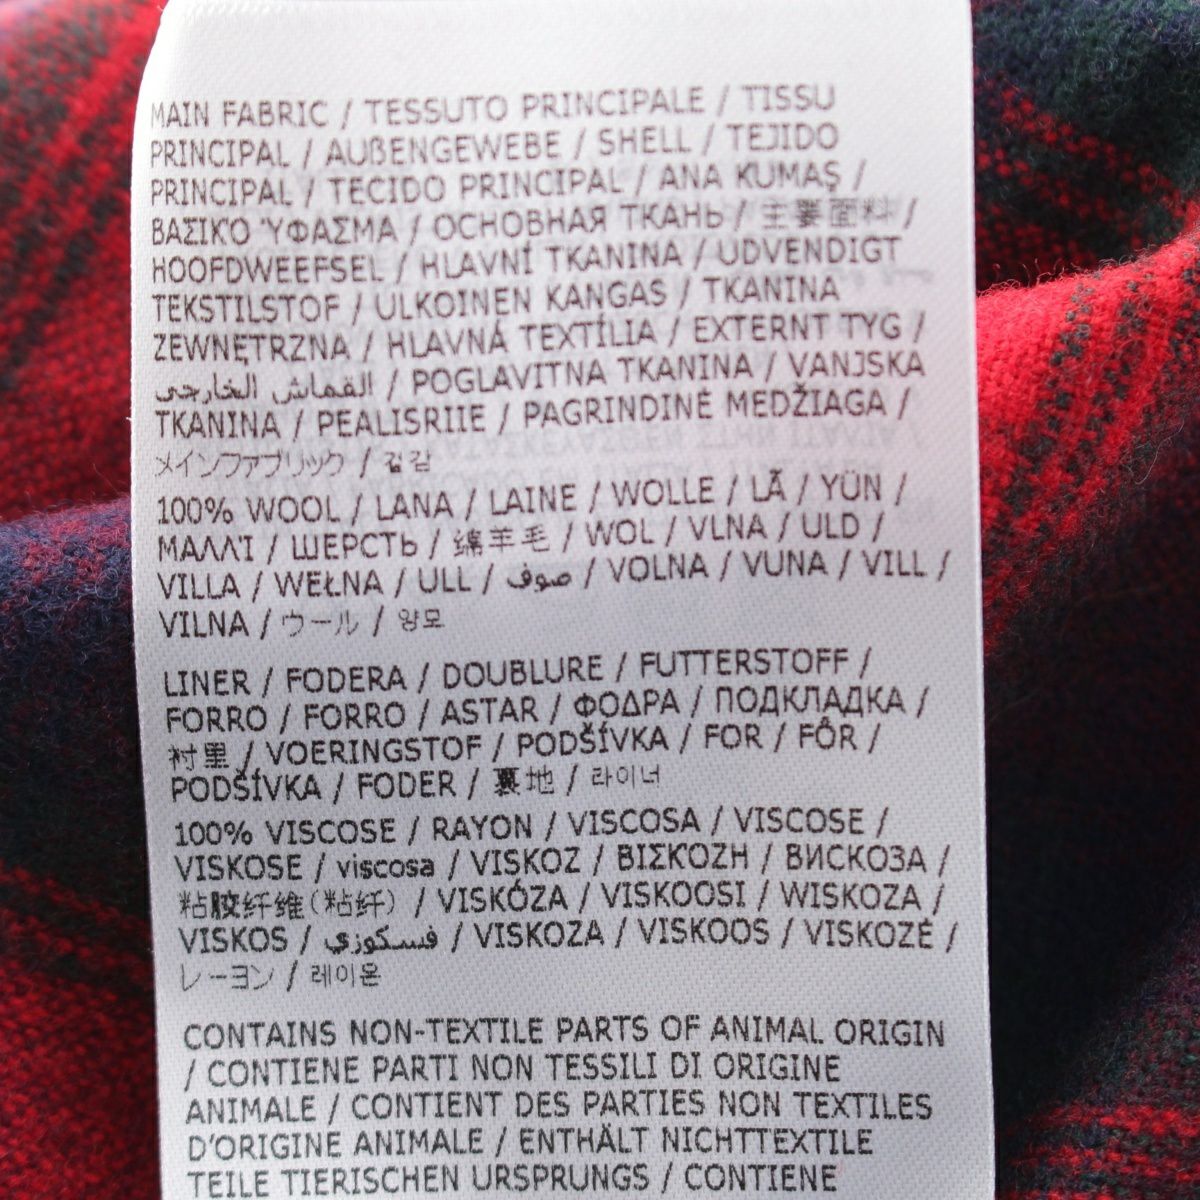 MAIN FABRIC / TESSUTO PRINCIPALE / TISSU
PRINCIPAL / AUßENGEWEBE / SHELL / TEJIDO
PRINCIPAL / TECIDO PRINCIPAL / ANA KUMAŞ /
ΒΑΣΙΚΌ ΎΦΑΣΜΑ / ОСНОВНАЯ ТКАНЬ / 主要面料 /
HOOFDWEEFSEL / HLAVNÍ TKANINA / UDVENDIGT
TEKSTILSTOF / ULKOINEN KANGAS / TKANINA
ZEWNĘTRZNA / HLAVNÁ TEXTÍLIA / EXTERNT TYG /
القماش الخارجي / POGLAVITNA TKANINA / VANJSKA
TKANINA / PEALISRIIE / PAGRINDINĖ MEDŽIAGA /
メインファブリック / 겉감
100% WOOL / LANA / LAINE / WOLLE / LÃ / YÜN /
ΜΑΛΛΊ / ШЕРСТЬ / 绵羊毛 / WOL / VLNA / ULD /
VILLA / WEŁNA / ULL / صوف / VOLNA / VUNA / VILL /
VILNA / ウール / 양모
LINER / FODERA / DOUBLURE / FUTTERSTOFF /
FORRO / FORRO / ASTAR / ΦΟΔΡΑ / ПОДКЛАДКА /
衬里 / VOERINGSTOF / PODŠÍVKA / FOR / FÔR /
PODŠÍVKA / FODER / 裏地 / 라이너
100% VISCOSE / RAYON / VISCOSA / VISCOSE /
VISKOSE / viscosa / VISKOZ / ΒΙΣΚΌΖΗ / ВИСКОЗА /
粘胶纤维(粘纤) / VISKÓZA / VISKOOSI / WISKOZA /
VISKOS / فسكوزي / VISKOZA / VISKOOS / VISKOZĖ /
レーヨン / 레이온
CONTAINS NON-TEXTILE PARTS OF ANIMAL ORIGIN
/ CONTIENE PARTI NON TESSILI DI ORIGINE
ANIMALE / CONTIENT DES PARTIES NON TEXTILES
D'ORIGINE ANIMALE / ENTHÄLT NICHTTEXTILE
TEILE TIERISCHEN URSPRUNGS / CONTIENE